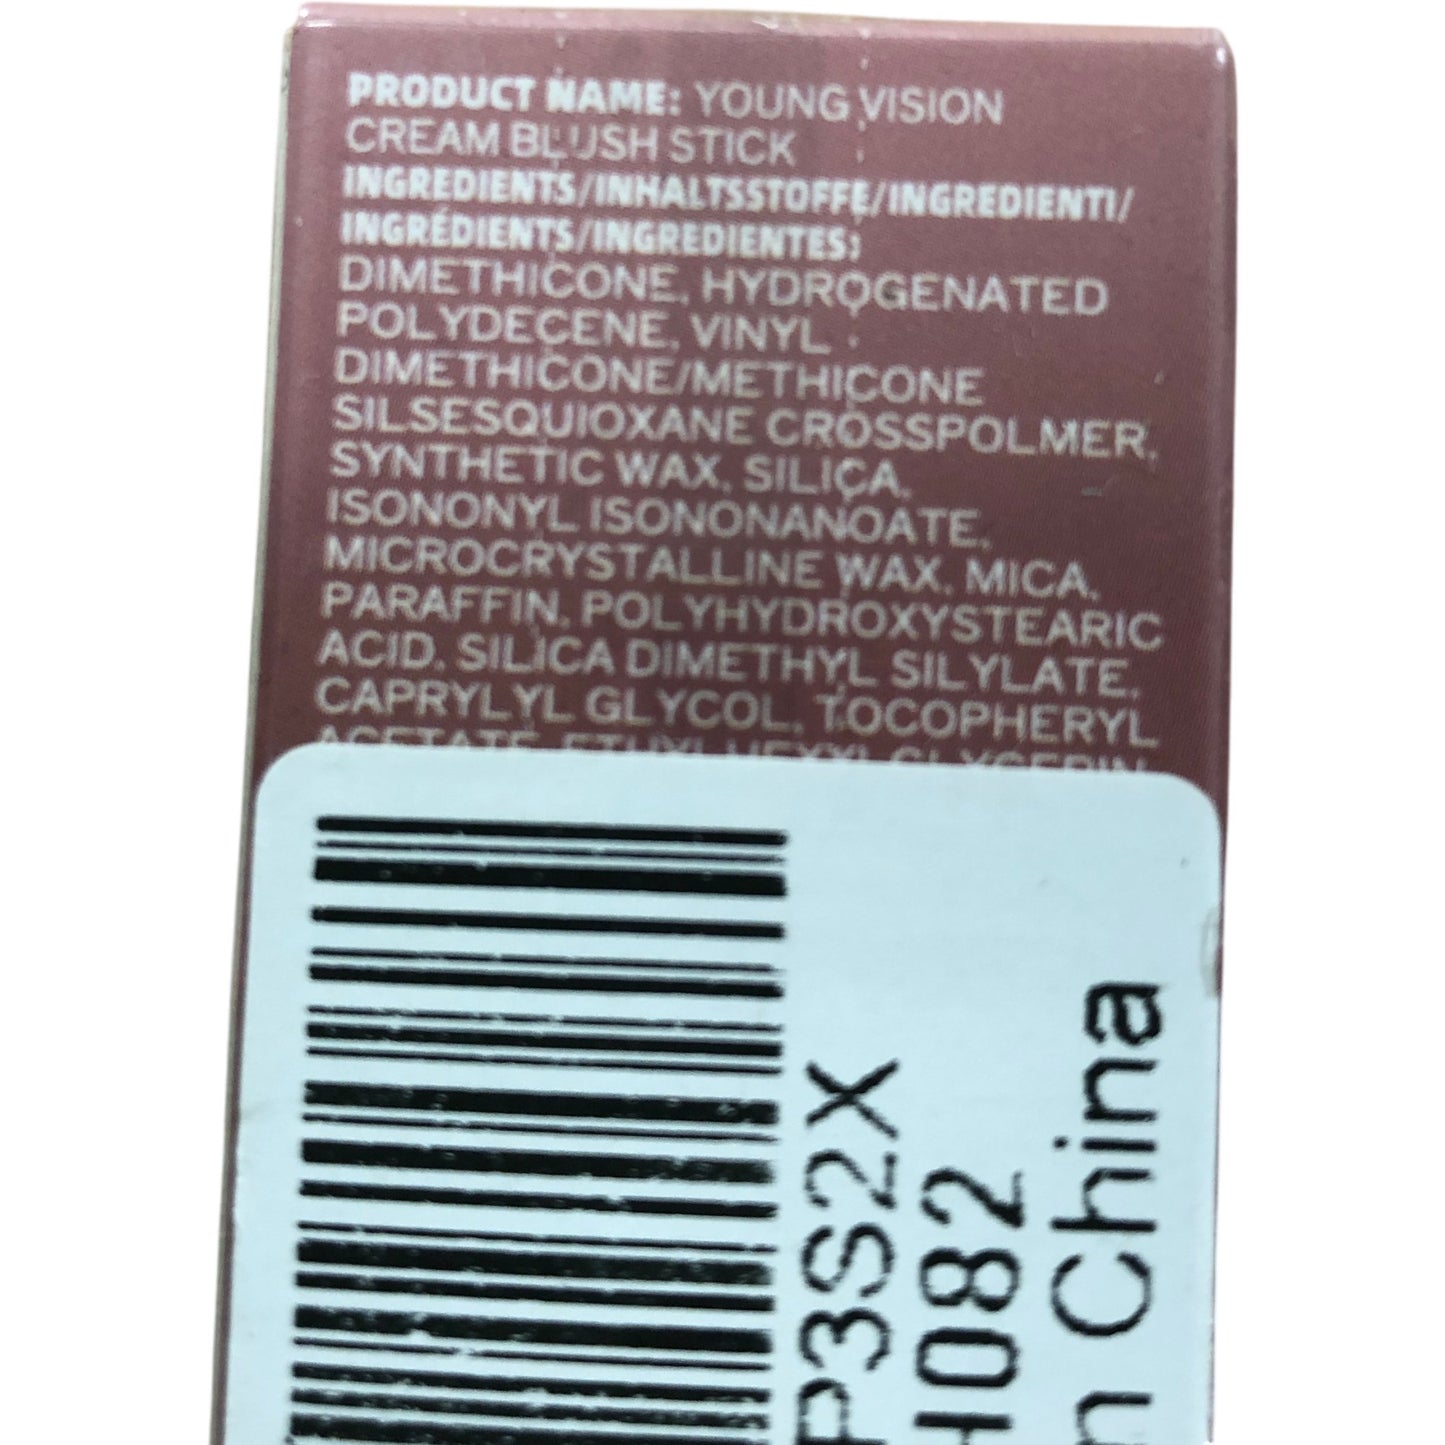 PRODUCT NAME: YOUNG VISION
CREAM BLUSH STICK
INGREDIENTS/INHALTSSTOFFE/INGREDIENTI/
INGRÉDIENTS/INGREDIENTES:
DIMETHICONE, HYDROGENATED
POLYDECENE, VINYL
DIMETHICONE/METHICONE
SILSESQUIOXANE CROSSPOLMER,
SYNTHETIC WAX, SILICA,
ISONONYL ISONONANOATE,
MICROCRYSTALLINE WAX, MICA,
PARAFFIN, POLYHYDROXYSTEARIC
ACID, SILICA DIMETHYL SILYLATE,
CAPRYLYL GLYCOL, TOCOPHERYL
P3S2X
H082
n China